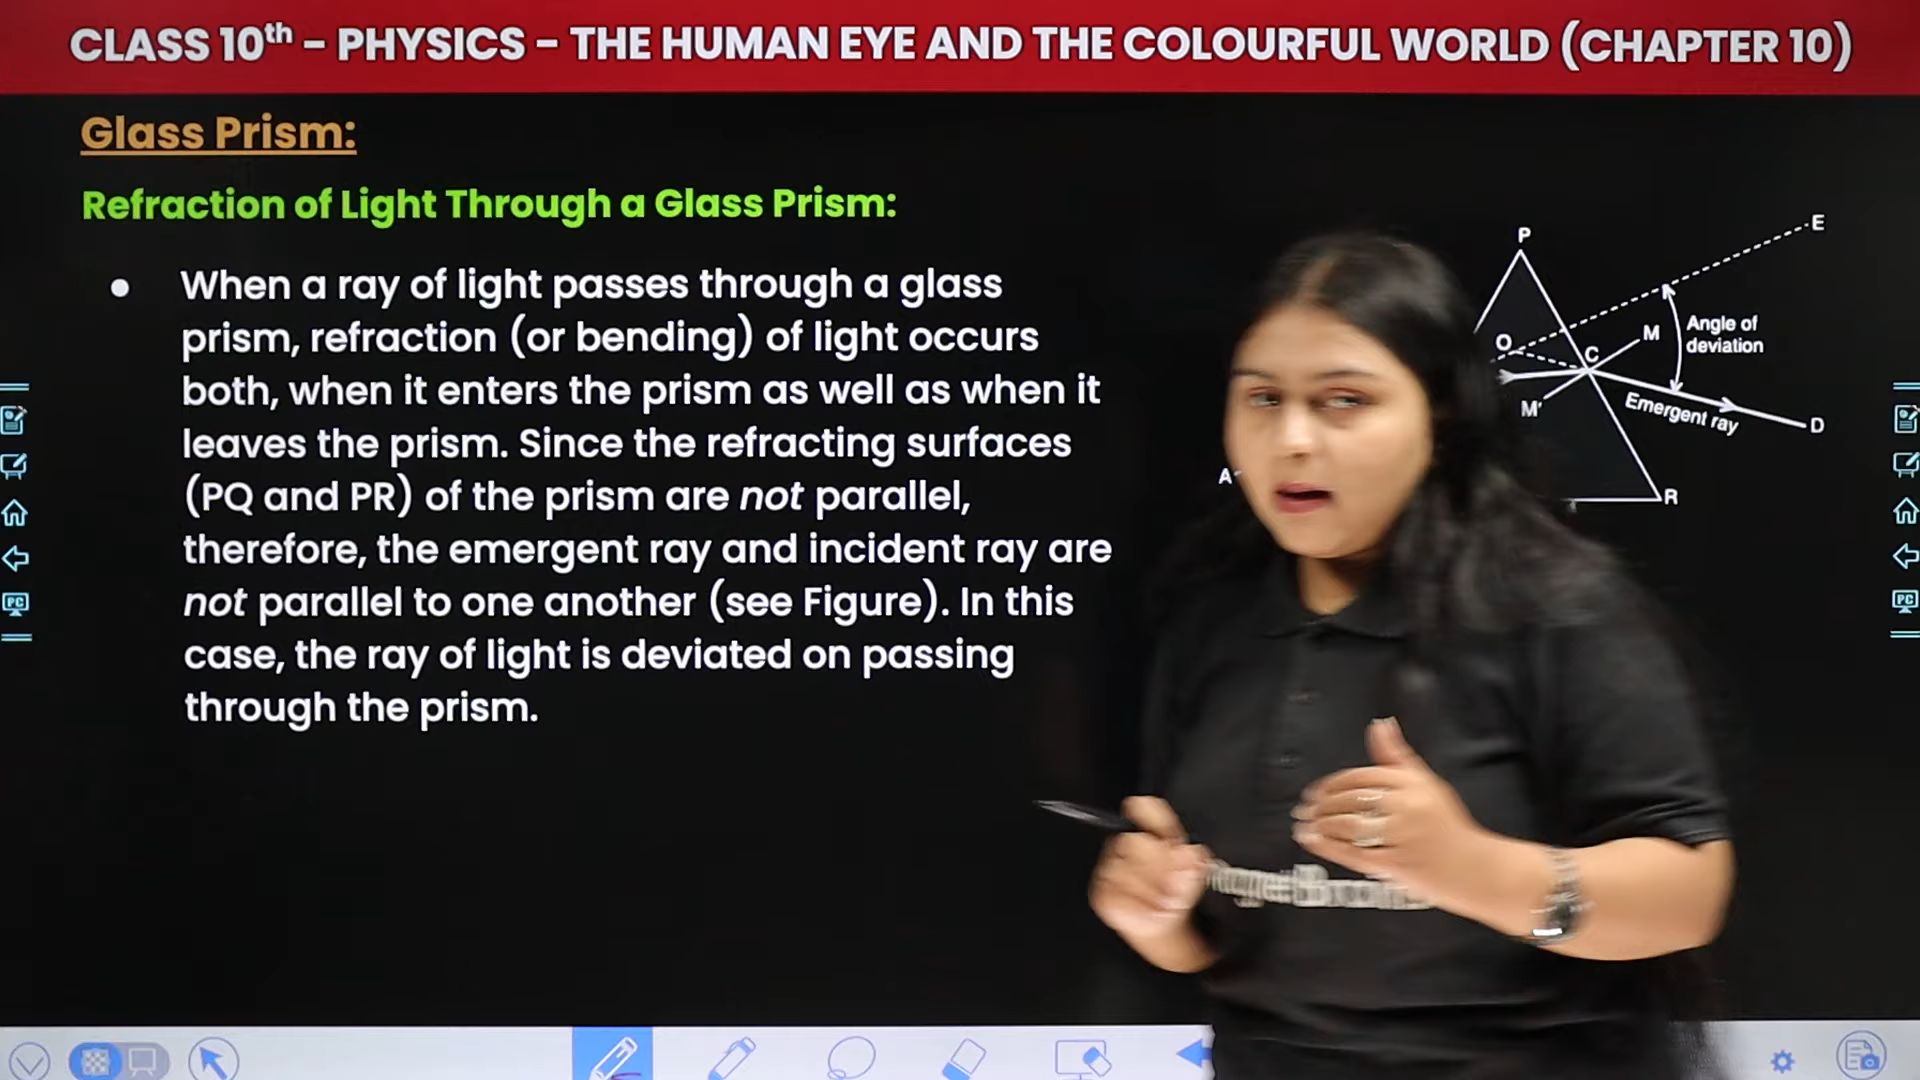 CLASS 10th – PHYSICS – THE HUMAN EYE AND THE COLOURFUL WORLD (CHAPTER 10)
Glass Prism:
Refraction of Light Through a Glass Prism:
● When a ray of light passes through a glass
prism, refraction (or bending) of light occurs
both, when it enters the prism as well as when it
leaves the prism. Since the refracting surfaces
(PQ and PR) of the prism are not parallel,
therefore, the emergent ray and incident ray are
not parallel to one another (see Figure). In this
case, the ray of light is deviated on passing
through the prism.
P
E
O
C
M
Angle of
deviation
M'
Emergent ray
D
A
R
PC
PC